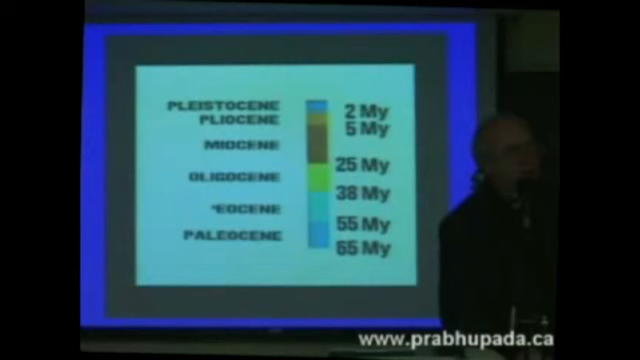 PLEISTOCENE 2 My
PLIOCENE 5 My
MIOCENE
25 My
OLIGOCENE
38 My
*EOCENE
55 My
PALEOCENE
65 My
www.prabhupada.ca